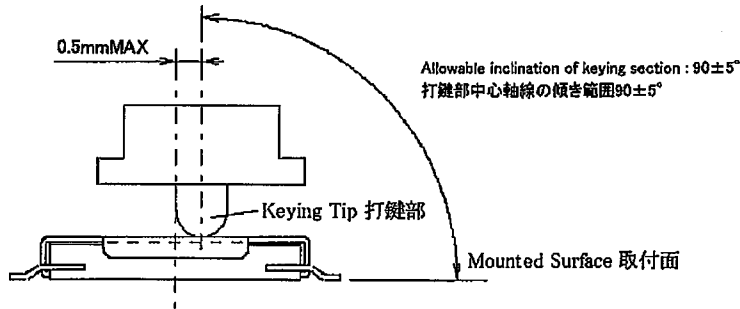 0.5mmMAX
Allowable inclination of keying section : 90±5°
打鍵部中心軸線の傾き範囲90±5°
Keying Tip 打鍵部
Mounted Surface 取付面